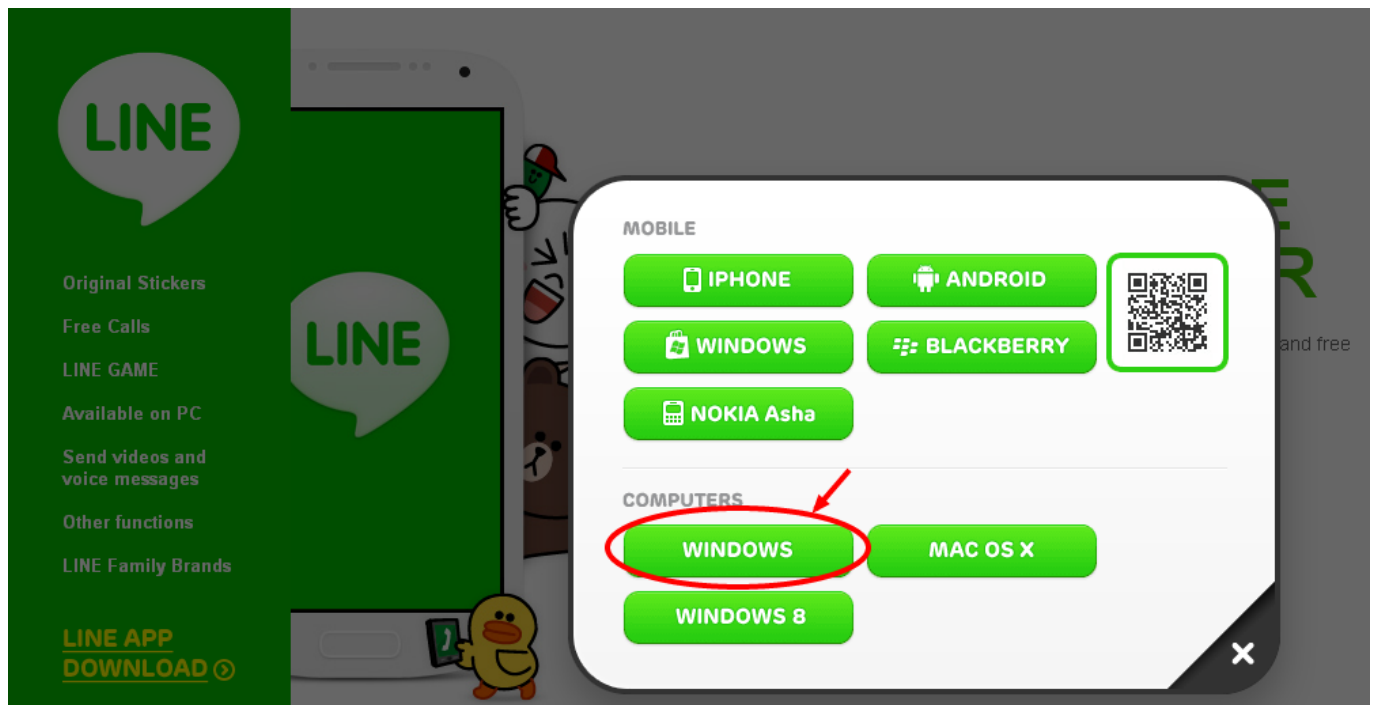 LINE
Original Stickers
Free Calls
LINE GAME
Available on PC
Send videos and
voice messages
Other functions
LINE Family Brands
LINE APP
DOWNLOAD
LINE
MOBILE
IPHONE
ANDROID
WINDOWS
BLACKBERRY
NOKIA Asha
COMPUTERS
WINDOWS
MAC OS X
WINDOWS 8
E
R
and free